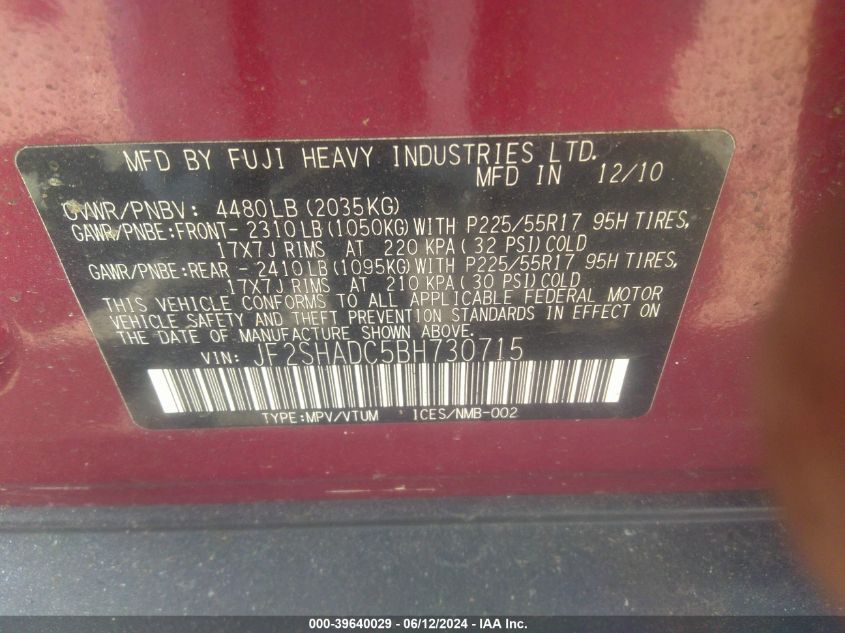 MFD BY FUJI HEAVY INDUSTRIES LTD.
MFD IN 12/10
GVWR/PNBV: 4480LB (2035KG)
GAWR/PNBE:FRONT- 2310LB (1050KG) WITH P225/55R17 95H TIRES,
17X7J RIMS AT 220 KPA ( 32 PSI) COLD
GAWR/PNBE:REAR - 2410LB (1095KG) WITH P225/55R17 95H TIRES,
17X7J RIMS AT 210 KPA ( 30 PSI) COLD
THIS VEHICLE CONFORMS TO ALL APPLICABLE FEDERAL MOTOR
VEHICLE SAFETY AND THEFT PREVENTION STANDARDS IN EFFECT ON
THE DATE OF MANUFACTURE SHOWN ABOVE.
VIN: JF2SHADC5BH730715
TYPE:MPV/VTUM ICES/NMB-002
000-39640029 - 06/12/2024 - IAA Inc.